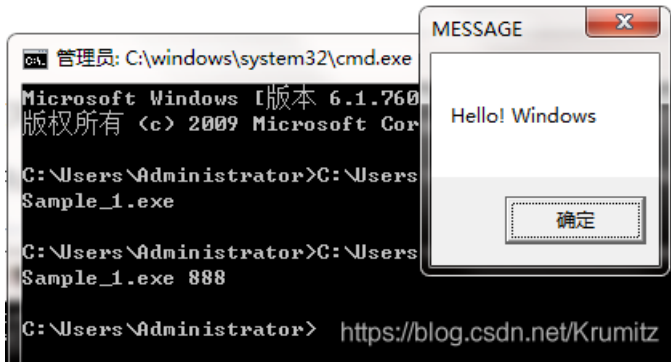 管理员: C:\windows\system32\cmd.exe
MESSAGE
Microsoft Windows [版本 6.1.760
版权所有 (c) 2009 Microsoft Cor
Hello! Windows
确定
C:\Users\Administrator>C:\Users
Sample_1.exe
C:\Users\Administrator>C:\Users
Sample_1.exe 888
C:\Users\Administrator>
https://blog.csdn.net/Krumitz